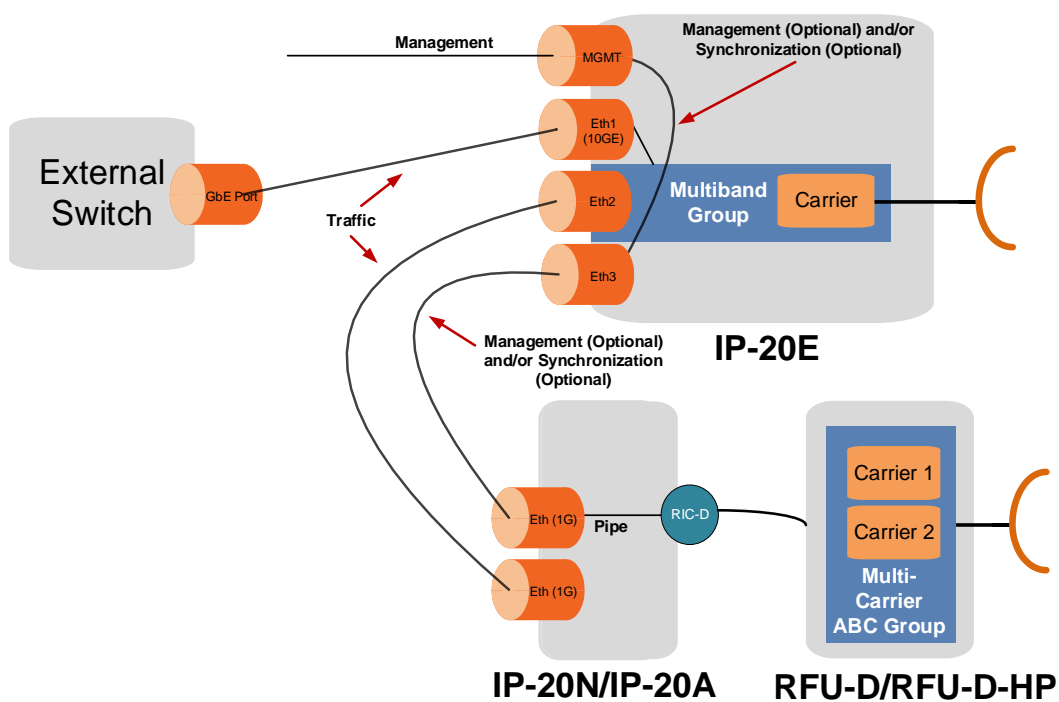 Management
MGMT
Management (Optional) and/or
Synchronization (Optional)
Eth1
(10GE)
External
Switch
GbE Port
Traffic
Eth2
Multiband
Group
Carrier
Eth3
IP-20E
Management (Optional)
and/or Synchronization
(Optional)
Eth (1G)
Pipe
RIC-D
Carrier 1
Carrier 2
Eth (1G)
Multi-
Carrier
ABC Group
IP-20N/IP-20A
RFU-D/RFU-D-HP